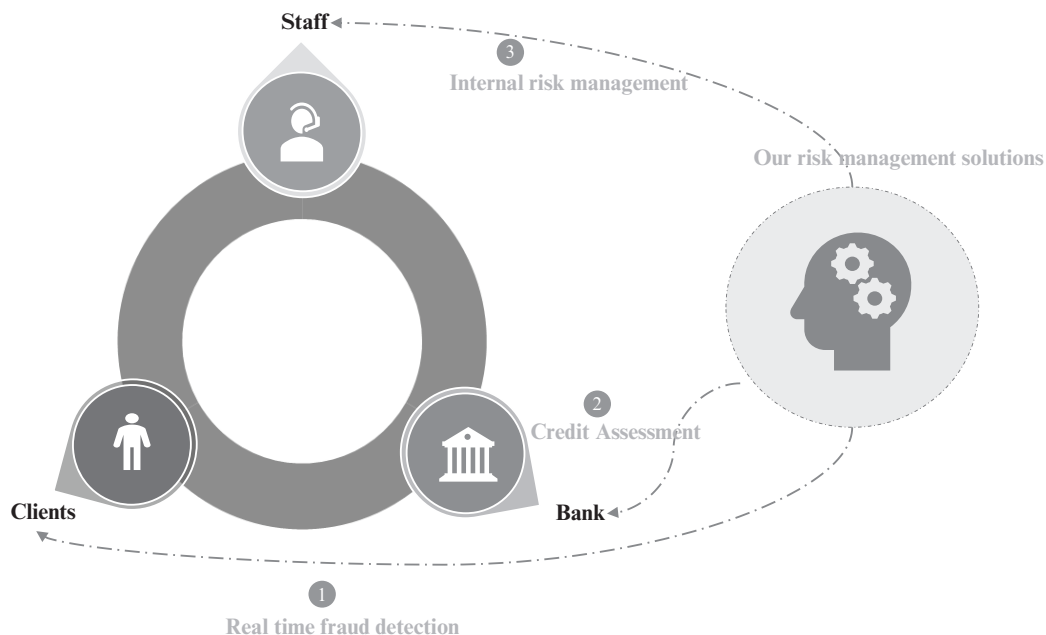 Staff
3
Internal risk management
Our risk management solutions
2
Credit Assessment
Clients
Bank
1
Real time fraud detection